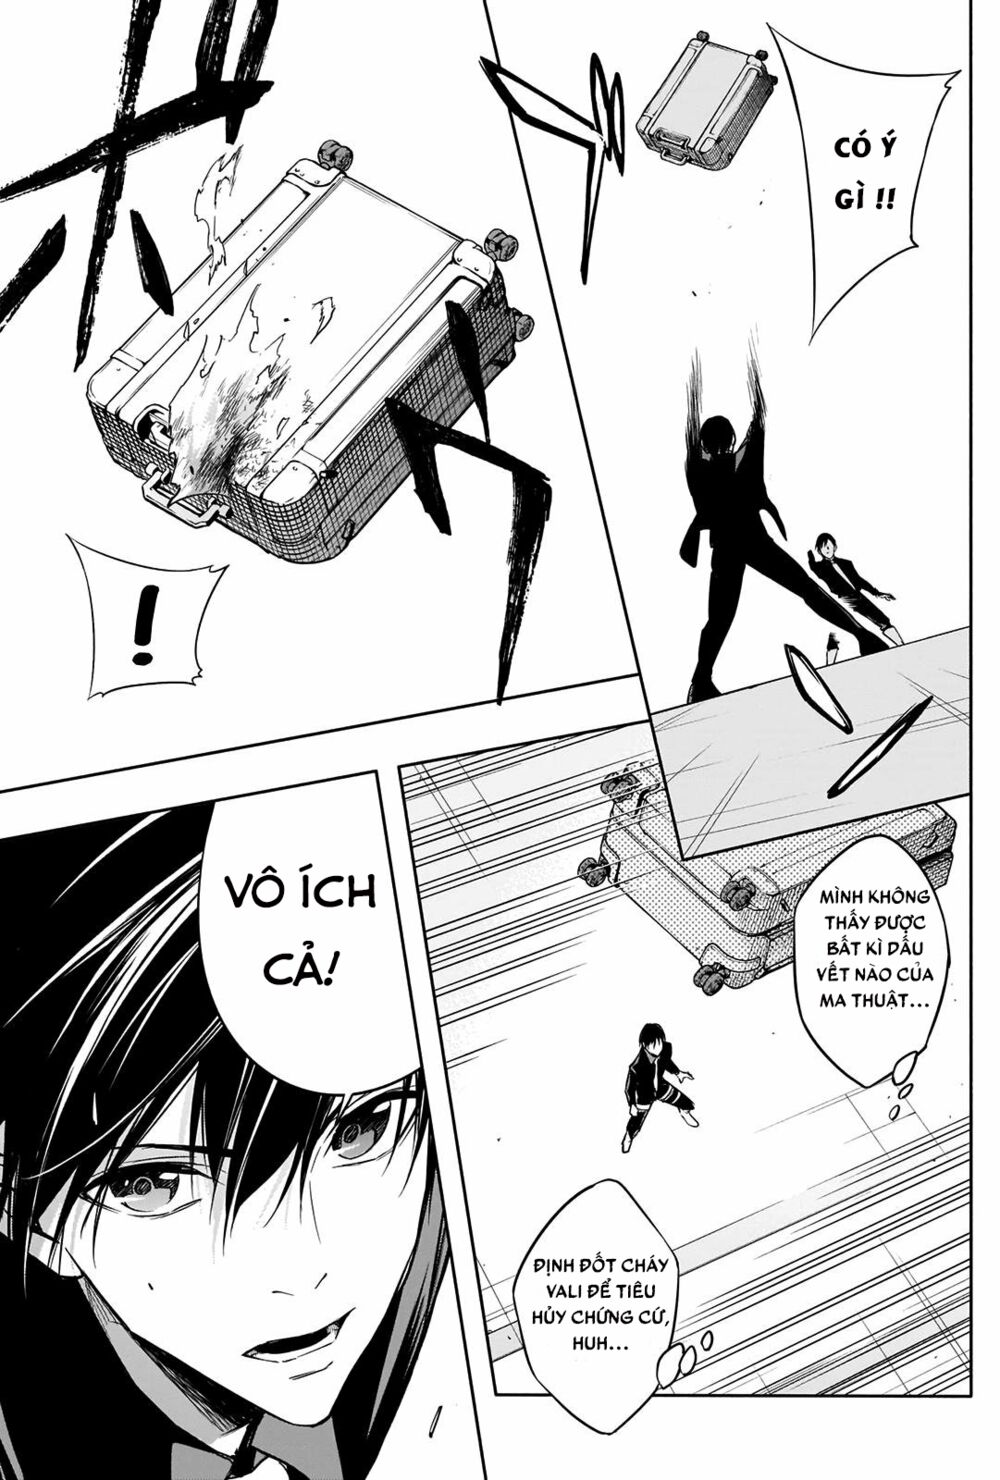 CÓ Ý
GÌ !!
!
MÌNH KHÔNG
THẤY ĐƯỢC
BẤT KÌ DẤU
VẾT NÀO CỦA
MA THUẬT...
ĐỊNH ĐỐT CHÁY
VALI ĐỂ TIÊU
HỦY CHỨNG CỨ,
HUH...
VÔ ÍCH
CẢ!